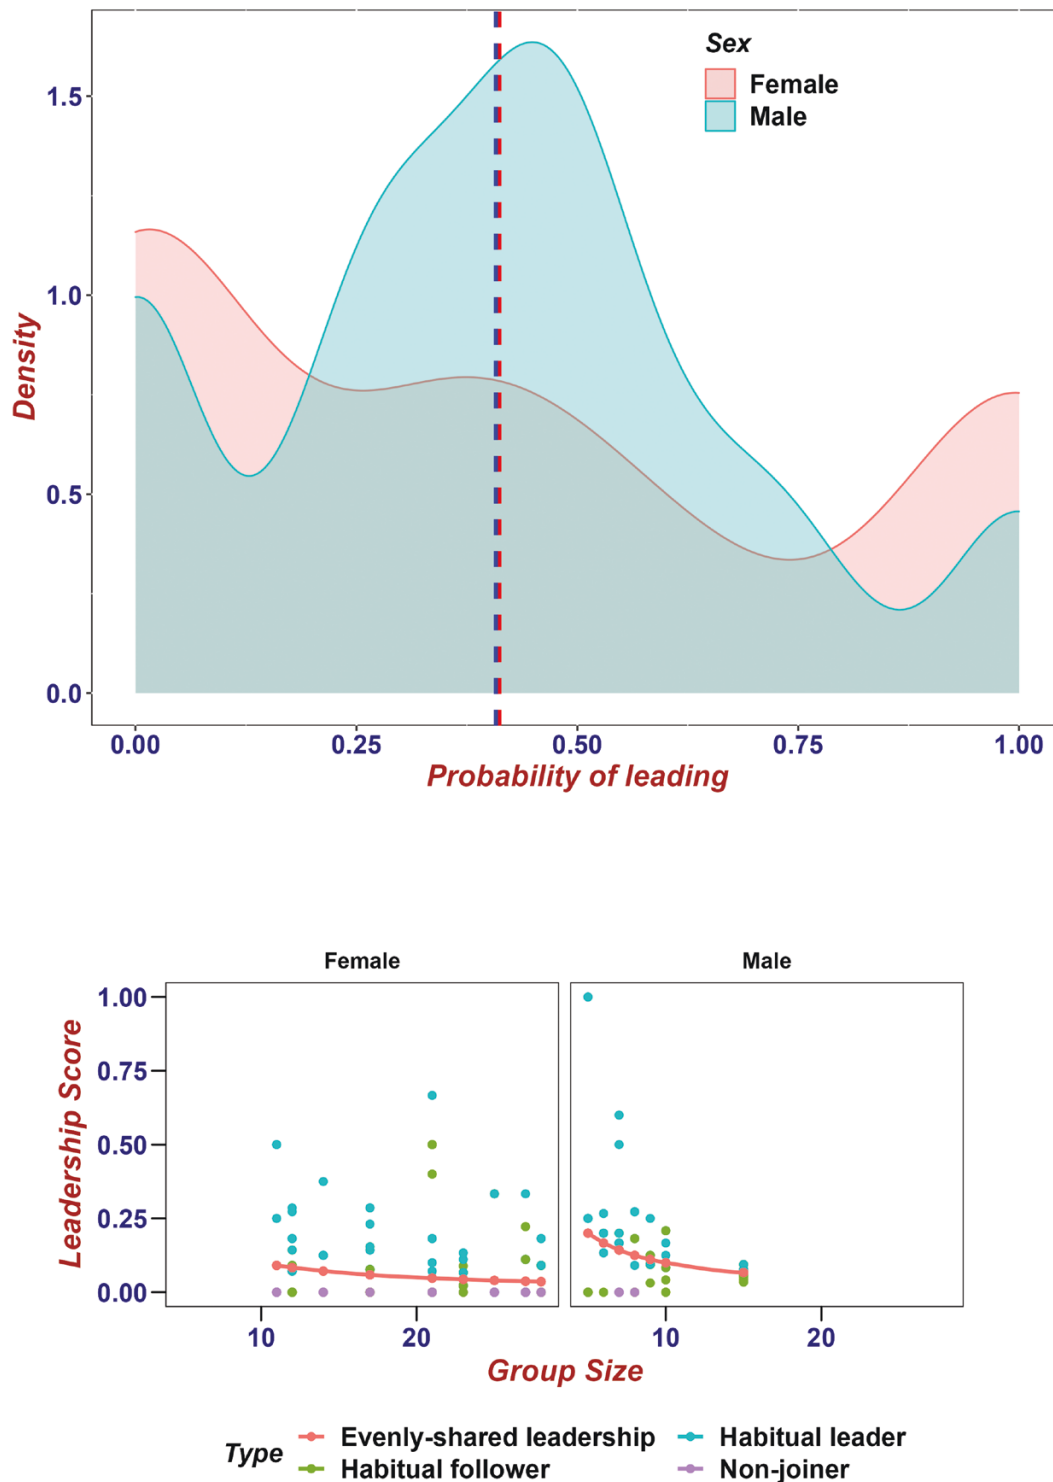 Sex
Female
Male
1.5
1.0
0.5
0.0
Density
0.00 0.25 0.50 0.75 1.00
Probability of leading
Female Male
1.00
0.75
0.50
0.25
0.00
Leadership Score
10 20 10 20
Group Size
Type Evenly-shared leadership Habitual leader
Habitual follower Non-joiner